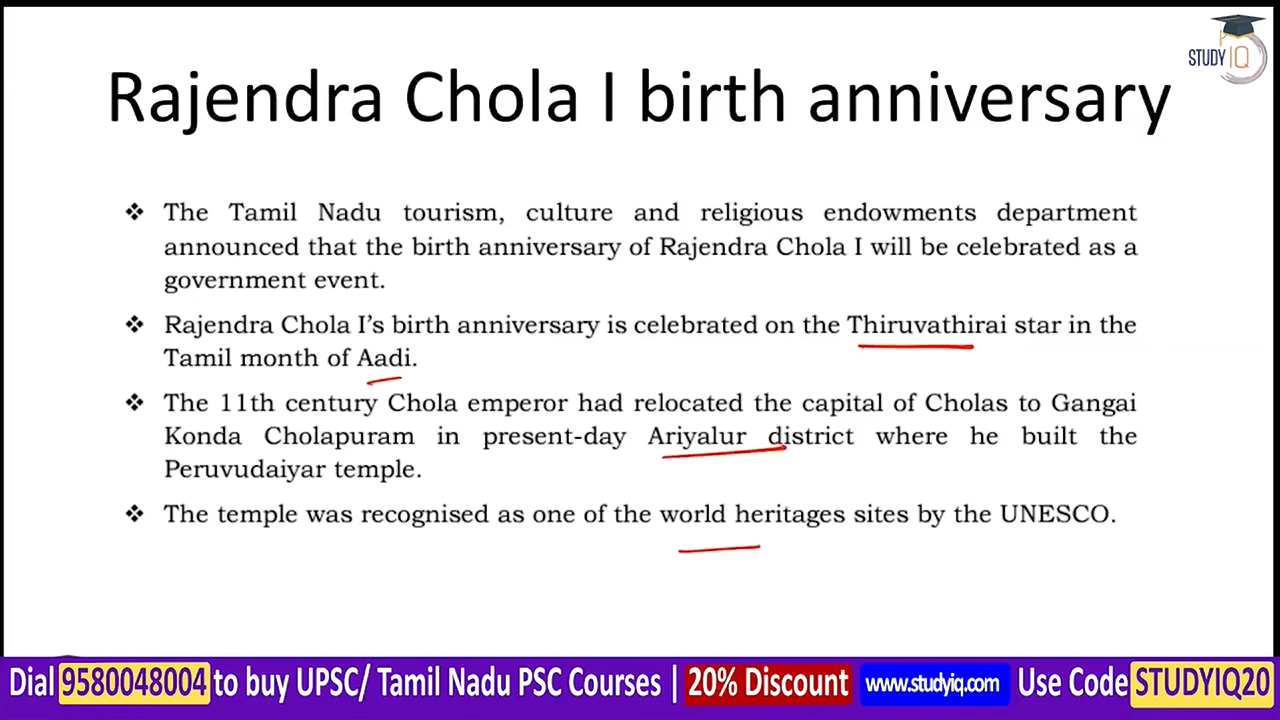 STUDY IQ
Rajendra Chola I birth anniversary
❖ The Tamil Nadu tourism, culture and religious endowments department
announced that the birth anniversary of Rajendra Chola I will be celebrated as a
government event.
❖ Rajendra Chola I’s birth anniversary is celebrated on the Thiruvathirai star in the
Tamil month of Aadi.
❖ The 11th century Chola emperor had relocated the capital of Cholas to Gangai
Konda Cholapuram in present-day Ariyalur district where he built the
Peruvudaiyar temple.
❖ The temple was recognised as one of the world heritages sites by the UNESCO.
Dial 9580048004 to buy UPSC/ Tamil Nadu PSC Courses | 20% Discount www.studyiq.com Use Code STUDYIQ20